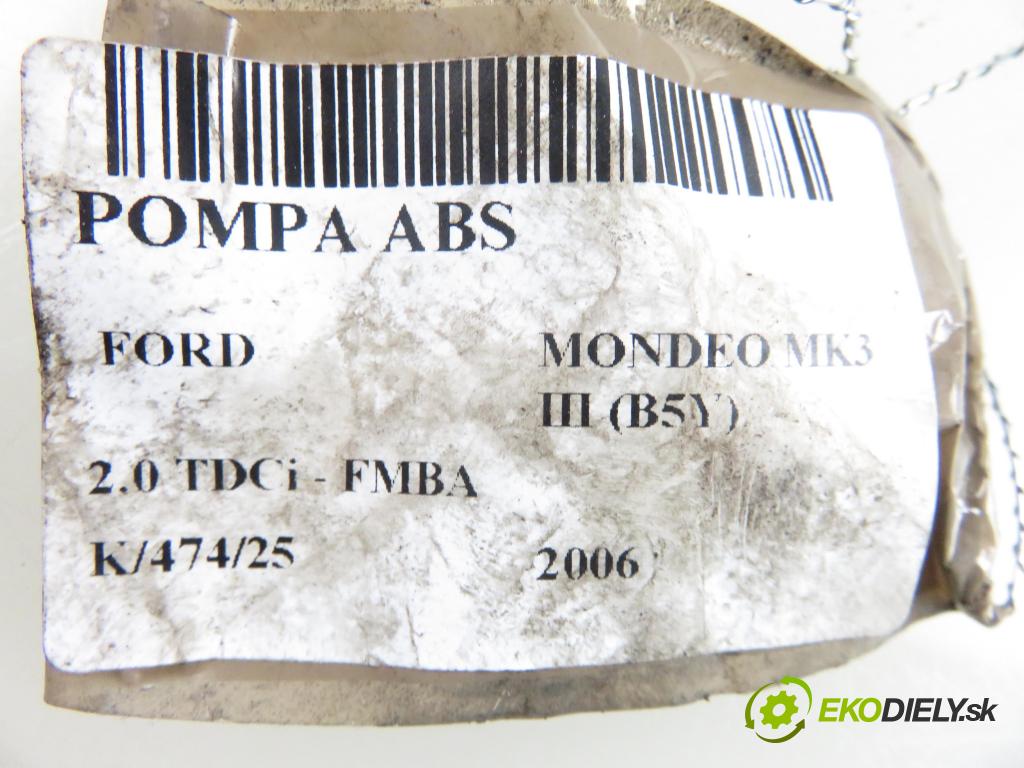 POMPA ABS
FORD MONDEO MK3
III (B5Y)
2.0 TDCi - FMBA
K/474/25 2006
EKODIELY.sk